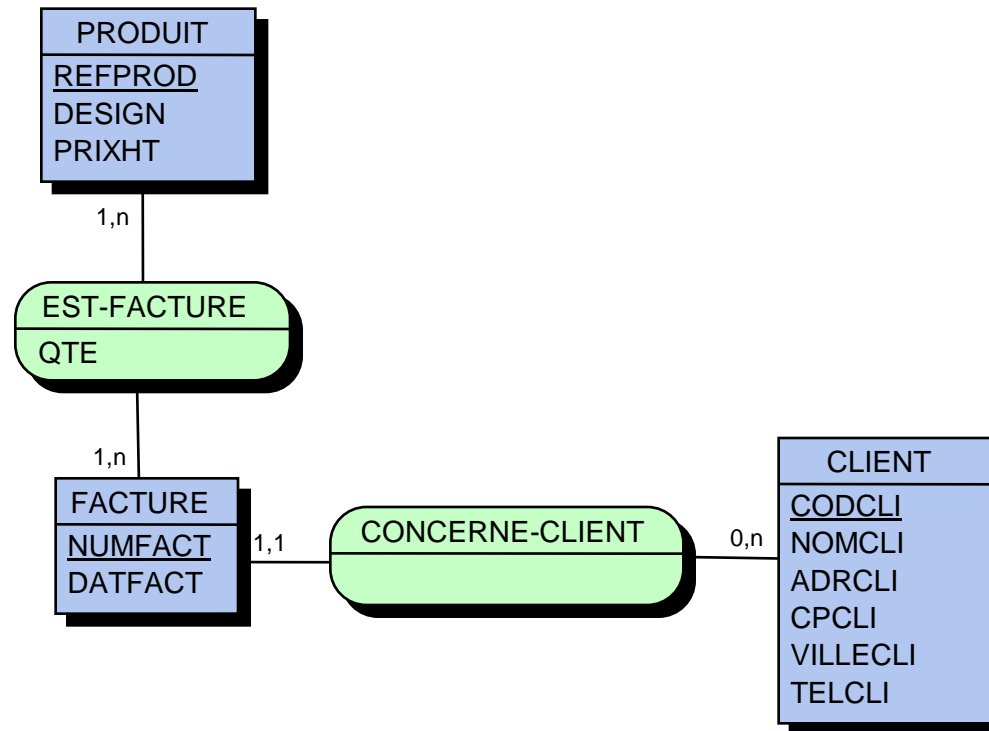 PRODUIT
REFPROD
DESIGN
PRIXHT
1,n
EST-FACTURE
QTE
1,n
FACTURE
NUMFACT
DATFACT
1,1
CONCERNE-CLIENT
0,n
CLIENT
CODCLI
NOMCLI
ADRCLI
CPCLI
VILLECLI
TELCLI